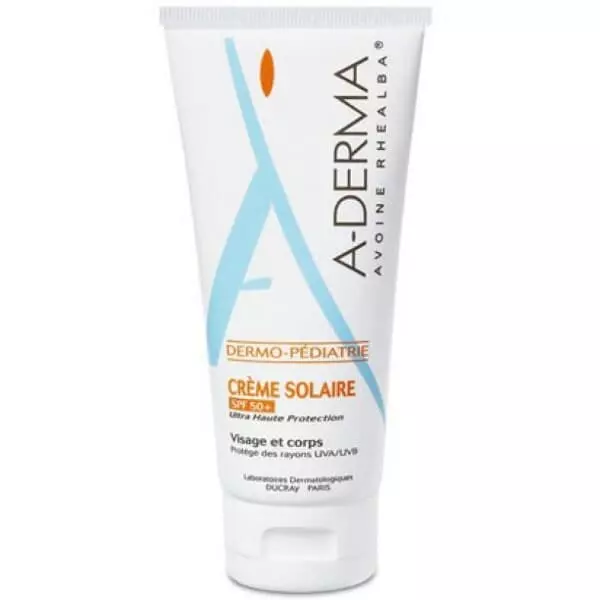 A-DERMA
AVOINE RHEALBA®
DERMO-PÉDIATRIE
CRÈME SOLAIRE
SPF 50+
Ultra Haute Protection
Visage et corps
Protège des rayons UVA/UVB
Laboratoires Dermatologiques
DUCRAY PARIS